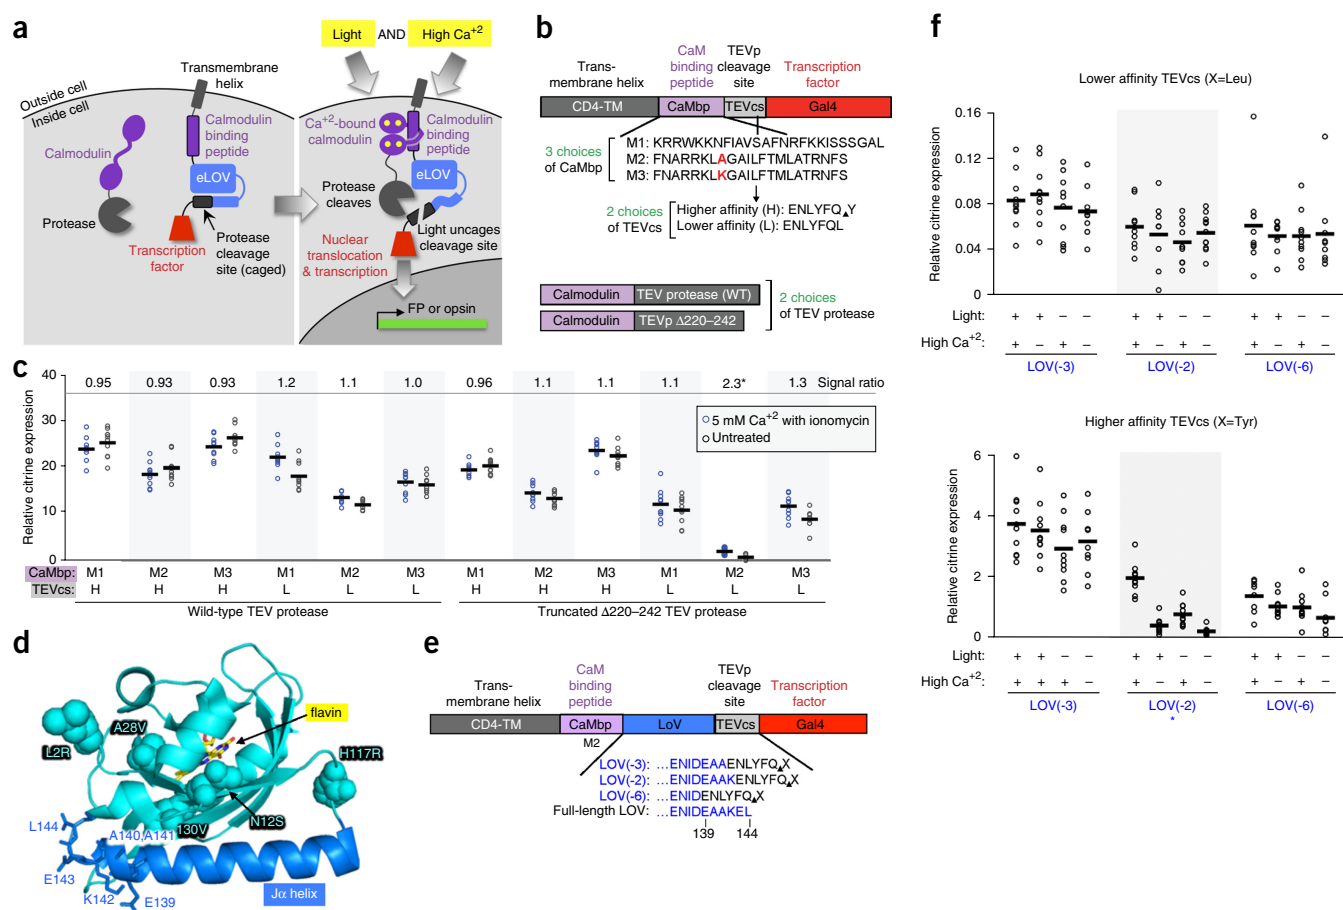 a
Light AND High Ca+2
Outside cell
Inside cell
Transmembrane
helix
Calmodulin
binding
peptide
Calmodulin
eLOV
Protease
Transcription
factor
Protease
cleavage
site (caged)
Ca+2-bound
calmodulin
Calmodulin
binding
peptide
eLOV
Protease
cleaves
Light uncages
cleavage site
Nuclear
translocation
& transcription
FP or opsin
b
Trans-
membrane helix
CaM
binding
peptide
TEVp
cleavage
site
Transcription
factor
CD4-TM
CaMbp
TEVcs
Gal4
3 choices
of CaMbp
M1: KRRWKKNFIAVSAFNRFKKISSSGAL
M2: FNARRKLAGAILFTMLATRNFS
M3: FNARRKLKGAILFTMLATRNFS
2 choices
of TEVcs
Higher affinity (H): ENLYFQ▲Y
Lower affinity (L): ENLYFQL
Calmodulin TEV protease (WT)
Calmodulin TEVp Δ220–242
2 choices
of TEV protease
c
Relative citrine expression
40
30
20
10
0
0.95 0.93 0.93 1.2 1.1 1.0 0.96 1.1 1.1 1.1 2.3* 1.3 Signal ratio
5 mM Ca+2 with ionomycin
Untreated
CaMbp: M1 M2 M3 M1 M2 M3 M1 M2 M3 M1 M2 M3
TEVcs: H H H L L L H H H L L L
Wild-type TEV protease
Truncated Δ220–242 TEV protease
d
flavin
A28V
L2R
H117R
N12S
130V
L144
A140,A141
E143
K142
E139
Jα helix
e
Trans-
membrane helix
CaM
binding
peptide
TEVp
cleavage
site
Transcription
factor
CD4-TM
CaMbp
LoV
TEVcs
Gal4
M2
LOV(-3): ...ENIDEAAENLYFQ▲X
LOV(-2): ...ENIDEAAKENLYFQ▲X
LOV(-6): ...ENIDENLYFQ▲X
Full-length LOV: ...ENIDEAAKEL
139 144
f
Lower affinity TEVcs (X=Leu)
Relative citrine expression
0.16
0.12
0.08
0.04
0
Light: + + − − + + − − + + − −
High Ca+2: + − + − + − + − + − + −
LOV(-3) LOV(-2) LOV(-6)
Higher affinity TEVcs (X=Tyr)
Relative citrine expression
6
4
2
0
Light: + + − − + + − − + + − −
High Ca+2: + − + − + − + − + − + −
LOV(-3) LOV(-2) LOV(-6)
*